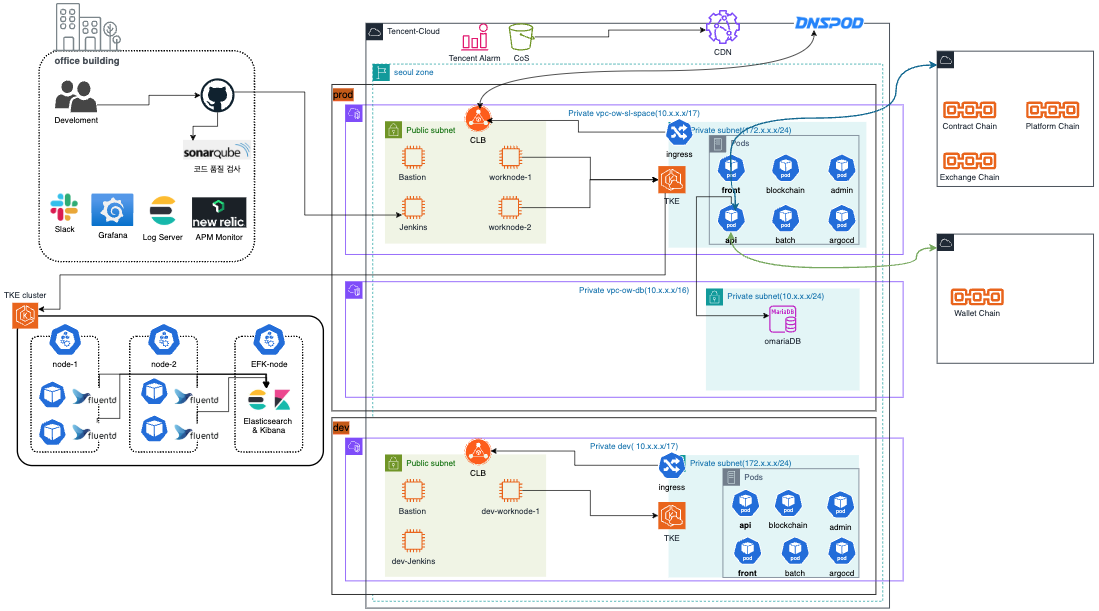 office building
Develoment
sonarqube
코드 품질 검사
Slack
Grafana
Log Server
new relic
APM Monitor
Tencent-Cloud
Tencent Alarm
CoS
CDN
DNSPOD
seoul zone
prod
Private vpc-ow-sl-space(10.x.x.x/17)
Public subnet
CLB
Bastion
worknode-1
Jenkins
worknode-2
ingress
TKE
Private subnet(172.x.x.x/24)
Pods
pod
front
pod
blockchain
pod
admin
pod
api
pod
batch
pod
argocd
Private vpc-ow-db(10.x.x.x/16)
Private subnet(10.x.x.x/24)
MariaDB
omariaDB
Contract Chain
Platform Chain
Exchange Chain
Wallet Chain
TKE cluster
node-1
node-2
EFK-node
fluentd
fluentd
fluentd
fluentd
Elasticsearch
& Kibana
dev
Private dev( 10.x.x.x/17)
Public subnet
CLB
Bastion
dev-worknode-1
dev-Jenkins
ingress
TKE
Private subnet(172.x.x.x/24)
Pods
pod
api
pod
blockchain
pod
admin
pod
front
pod
batch
pod
argocd